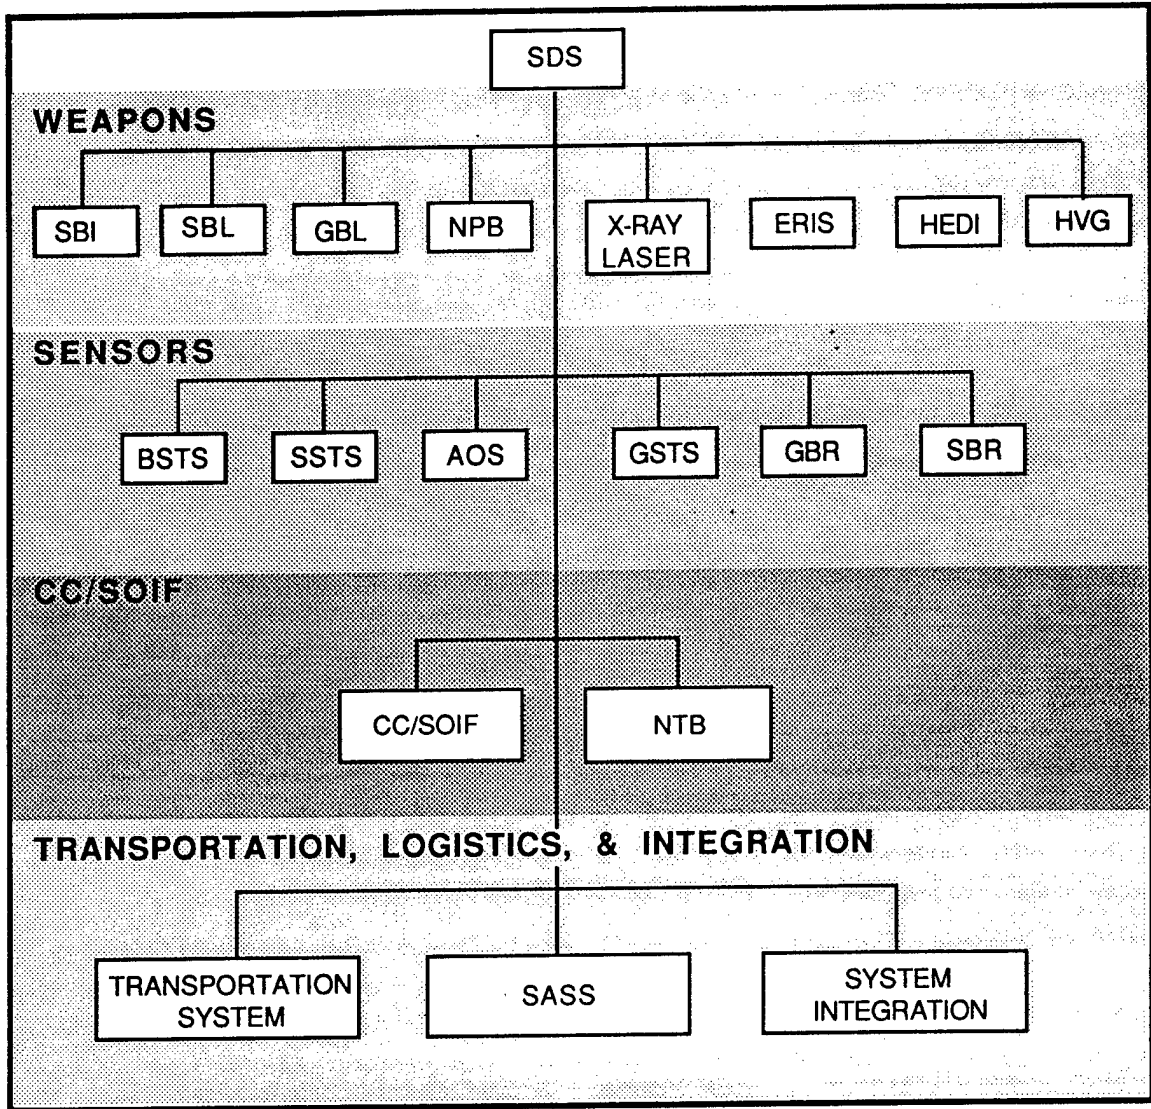 SDS
WEAPONS
SBI
SBL
GBL
NPB
X-RAY
LASER
ERIS
HEDI
HVG
SENSORS
BSTS
SSTS
AOS
GSTS
GBR
SBR
CC/SOIF
CC/SOIF
NTB
TRANSPORTATION, LOGISTICS, & INTEGRATION
TRANSPORTATION
SYSTEM
SASS
SYSTEM
INTEGRATION